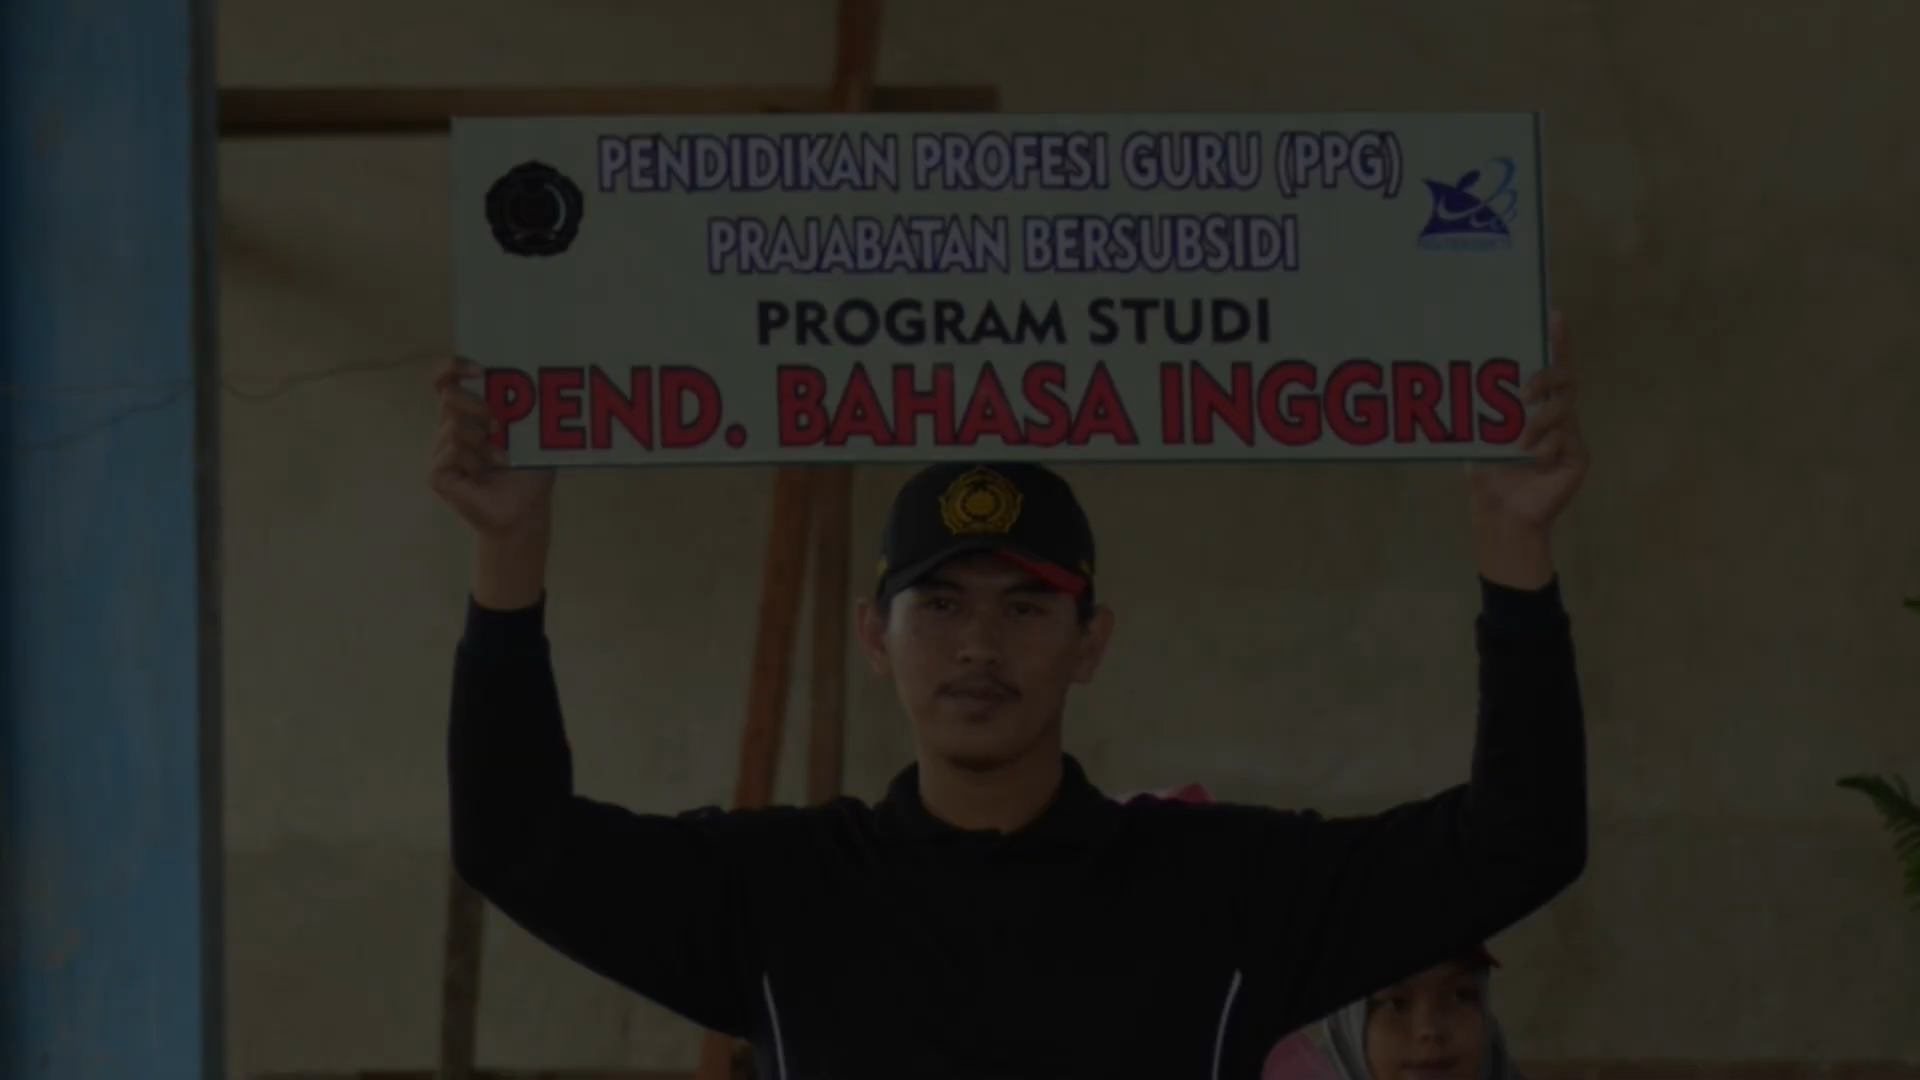 PENDIDIKAN PROFESI GURU (PPG)
PRAJABATAN BERSUBSIDI
PROGRAM STUDI
PEND. BAHASA INGGRIS